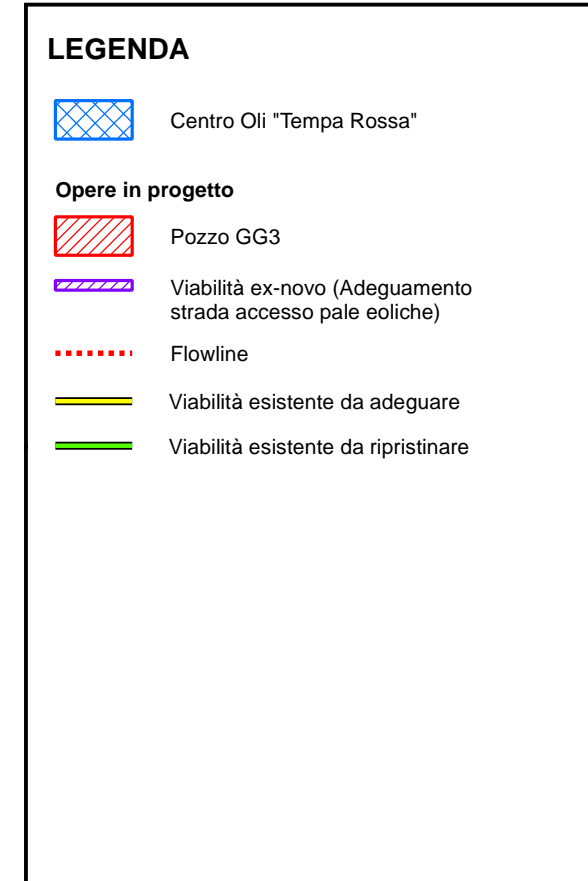 LEGENDA
Centro Oli "Tempa Rossa"
Opere in progetto
Pozzo GG3
Viabilità ex-novo (Adeguamento
strada accesso pale eoliche)
Flowline
Viabilità esistente da adeguare
Viabilità esistente da ripristinare